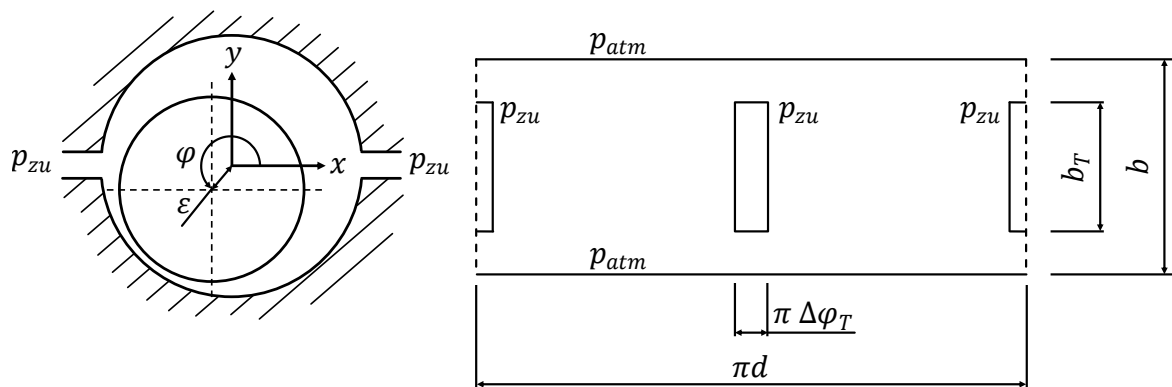 y
φ
x
p_zu
p_zu
ε
p_atm
p_zu
p_zu
p_zu
b_T
b
p_atm
π Δφ_T
πd